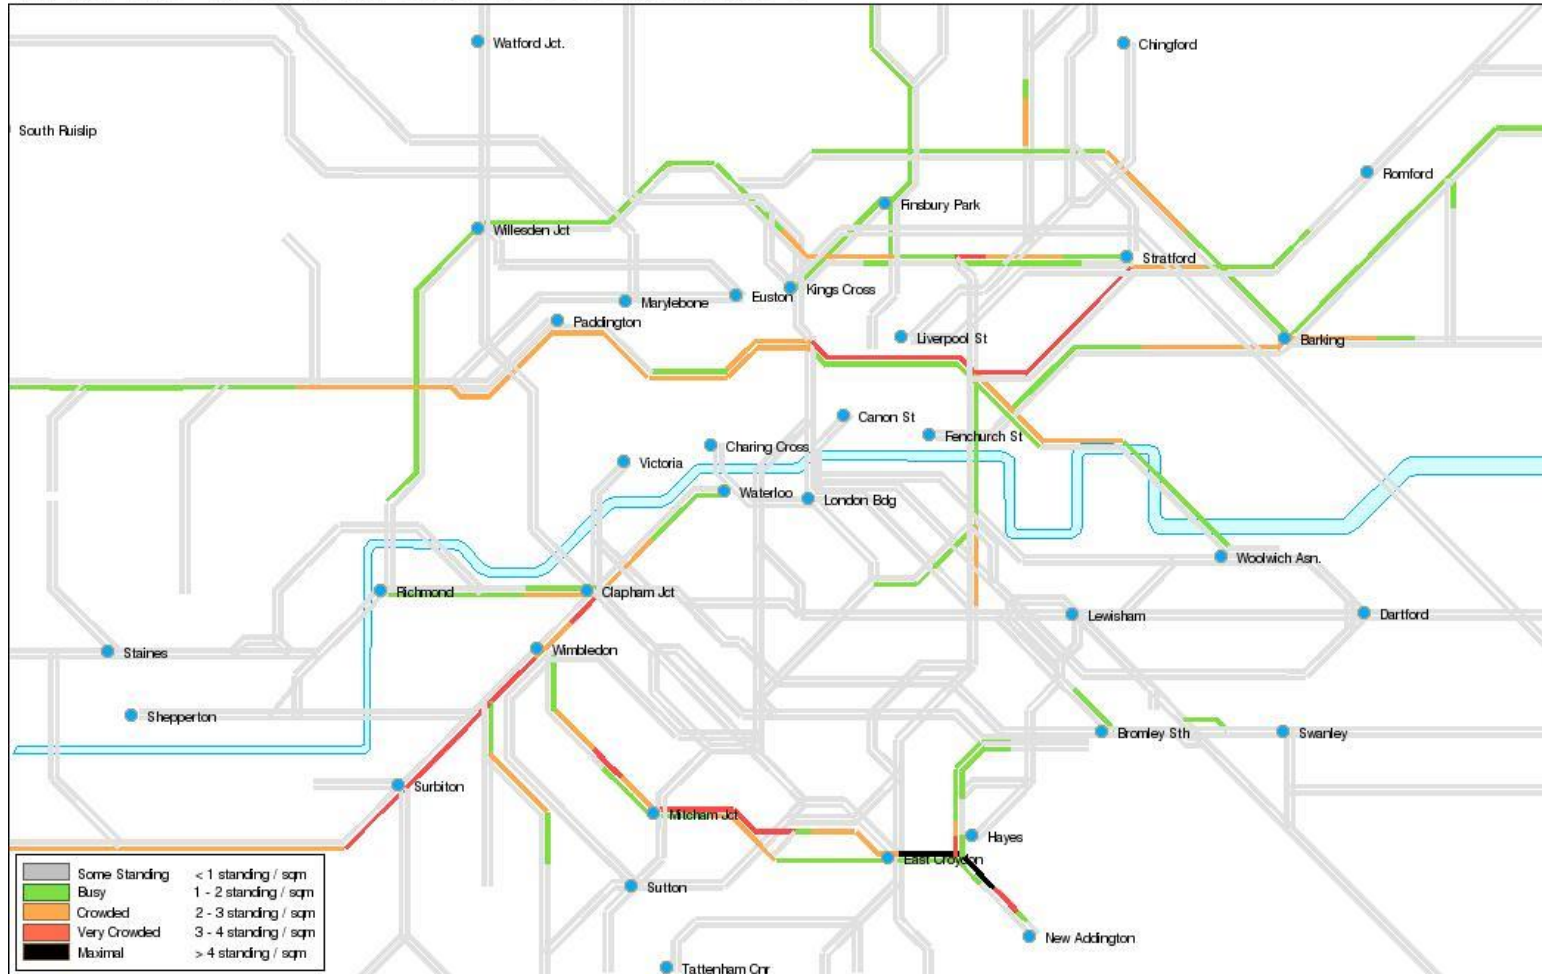 Watford Jct.
Chingford
South Ruislip
Romford
Finsbury Park
Willesden Jct
Stratford
Kings Cross
Euston
Marylebone
Paddington
Liverpool St
Barking
Canon St
Charing Cross
Fenchurch St
Victoria
Waterloo
London Bdg
Woolwich Asn.
Richmond
Clapham Jct
Lewisham
Dartford
Staines
Wimbledon
Shepperton
Bromley Sth
Swanley
Surbiton
Mitcham Jct
Hayes
East Croydon
Sutton
New Addington
Tattenham Cnr
Some Standing < 1 standing / sqm
Busy 1 - 2 standing / sqm
Crowded 2 - 3 standing / sqm
Very Crowded 3 - 4 standing / sqm
Maximal > 4 standing / sqm